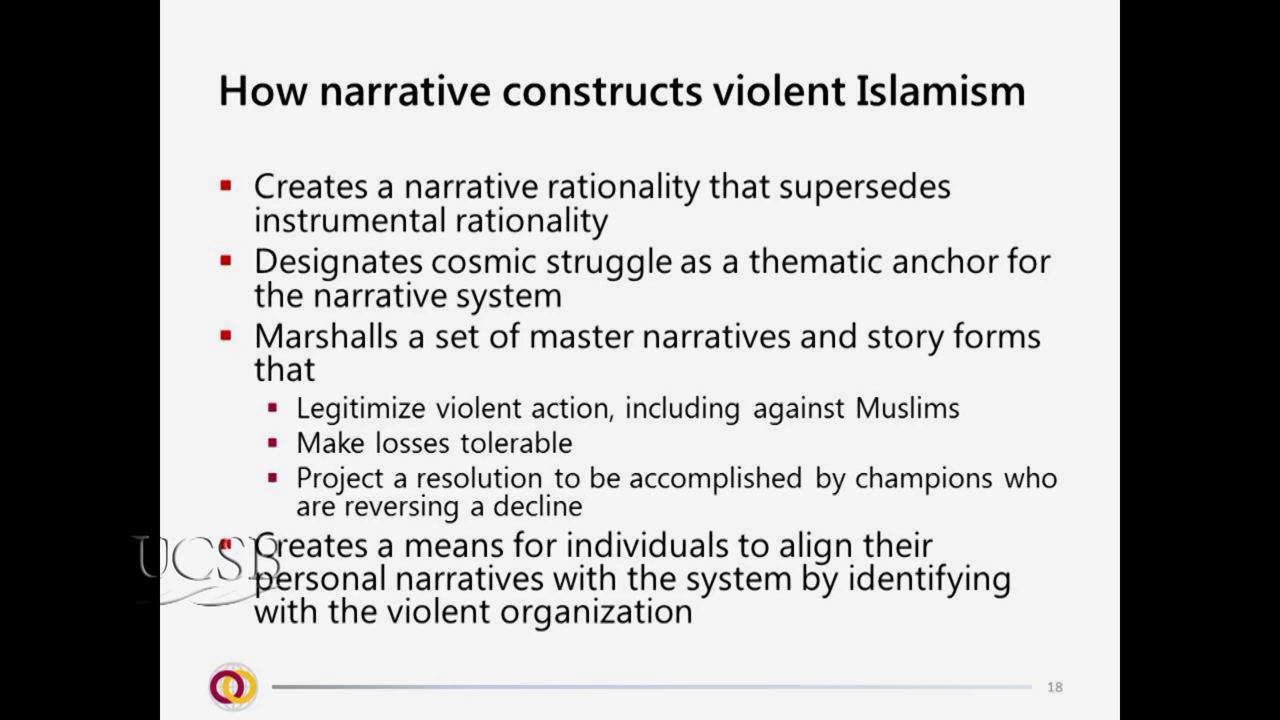 How narrative constructs violent Islamism
Creates a narrative rationality that supersedes
instrumental rationality
Designates cosmic struggle as a thematic anchor for
the narrative system
Marshalls a set of master narratives and story forms
that
Legitimize violent action, including against Muslims
Make losses tolerable
Project a resolution to be accomplished by champions who
are reversing a decline
Creates a means for individuals to align their
personal narratives with the system by identifying
with the violent organization
UCSB
18